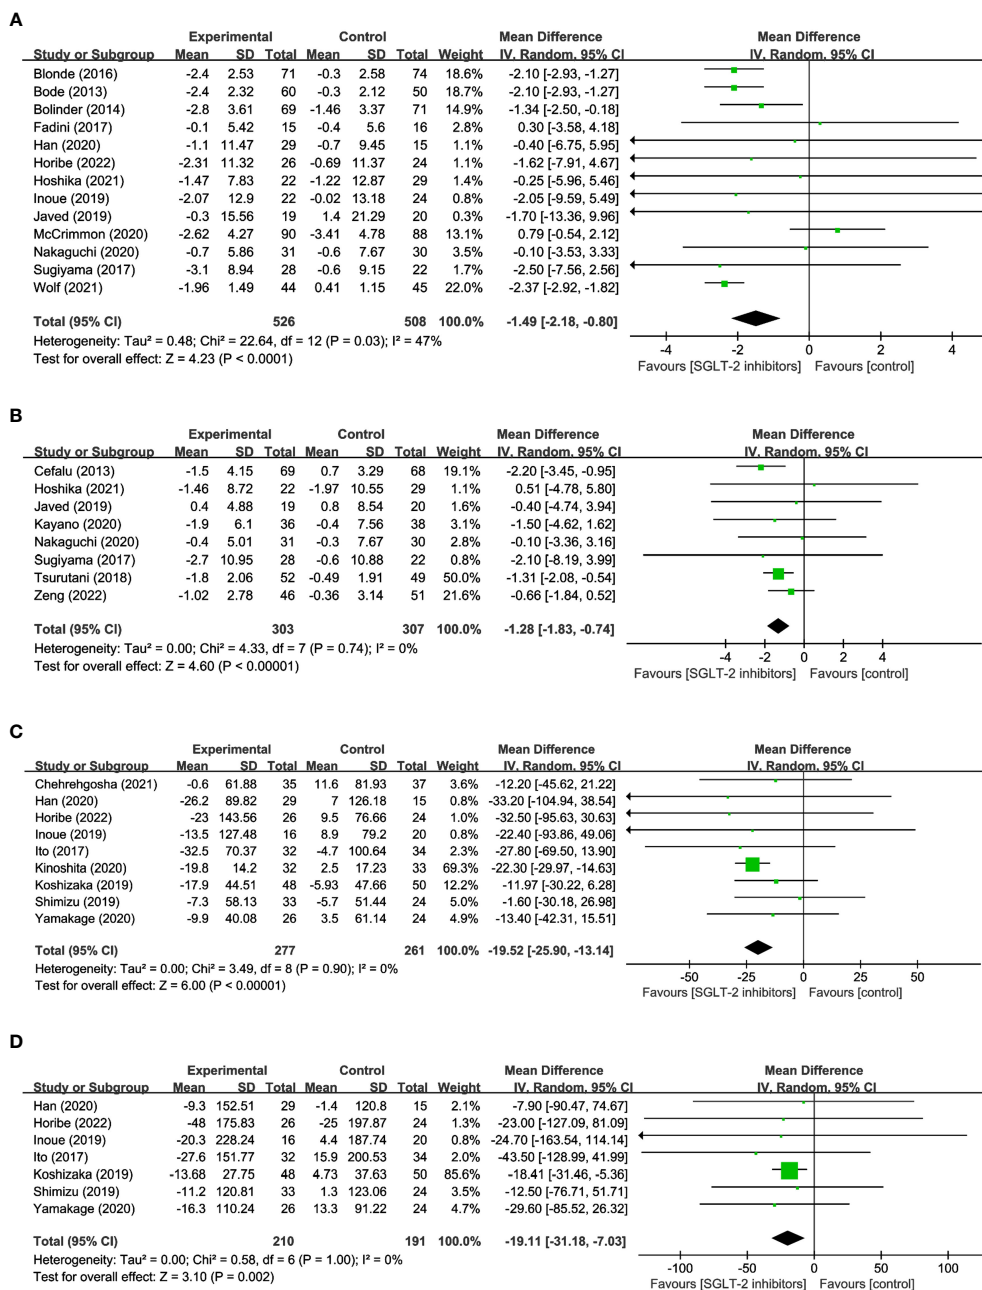 A
Experimental Control Mean Difference Mean Difference
Study or Subgroup Mean SD Total Mean SD Total Weight IV, Random, 95% CI IV, Random, 95% CI
Blonde (2016) -2.4 2.53 71 -0.3 2.58 74 18.6% -2.10 [-2.93, -1.27]
Bode (2013) -2.4 2.32 60 -0.3 2.12 50 18.6% -2.10 [-2.93, -1.27]
Bolinder (2014) -2.8 3.61 69 -1.46 3.37 71 14.9% -1.34 [-2.50, -0.18]
Fadini (2017) -0.1 5.42 15 -0.4 5.6 16 2.8% 0.30 [-3.58, 4.18]
Han (2020) -1.1 11.47 29 -0.7 9.45 15 1.1% -0.40 [-6.75, 5.95]
Horibe (2022) -2.31 11.32 26 -0.69 11.37 24 1.1% -1.62 [-7.91, 4.67]
Hoshika (2021) -1.47 7.83 22 -1.22 12.87 29 1.4% -0.25 [-5.96, 5.46]
Inoue (2019) -2.07 12.9 22 -0.02 13.18 24 0.8% -2.05 [-9.59, 5.49]
Javed (2019) -0.3 15.56 19 1.4 21.29 20 0.3% -1.70 [-13.36, 9.96]
McCrimmon (2020) -2.62 4.27 90 -3.41 4.78 88 13.1% 0.79 [-0.54, 2.12]
Nakaguchi (2020) -0.7 5.86 31 -0.6 7.67 30 3.5% -0.10 [-3.53, 3.33]
Sugiyama (2017) -3.1 8.94 28 -0.6 9.15 22 1.7% -2.50 [-7.56, 2.56]
Wolf (2021) -1.96 1.49 44 0.41 1.15 45 22.0% -2.37 [-2.92, -1.82]
Total (95% CI) 526 508 100.0% -1.49 [-2.18, -0.80]
Heterogeneity: Tau² = 0.48; Chi² = 22.64, df = 12 (P = 0.03); I² = 47%
Test for overall effect: Z = 4.23 (P < 0.0001)
-4 -2 0 2 4
Favours [SGLT-2 inhibitors] Favours [control]
B
Experimental Control Mean Difference Mean Difference
Study or Subgroup Mean SD Total Mean SD Total Weight IV, Random, 95% CI IV, Random, 95% CI
Cefalu (2013) -1.5 4.15 69 0.7 3.29 68 19.1% -2.20 [-3.45, -0.95]
Hoshika (2021) -1.46 8.72 22 -1.97 10.55 29 1.1% 0.51 [-4.78, 5.80]
Javed (2019) 0.4 4.88 19 0.8 8.54 20 1.6% -0.40 [-4.74, 3.94]
Kayano (2020) -1.9 6.1 36 -0.4 7.56 38 3.1% -1.50 [-4.62, 1.62]
Nakaguchi (2020) -0.4 5.01 31 -0.3 7.67 30 2.8% -0.10 [-3.36, 3.16]
Sugiyama (2017) -2.7 10.95 28 -0.6 10.88 22 0.8% -2.10 [-8.19, 3.99]
Tsurutani (2018) -1.8 2.06 52 -0.49 1.91 49 50.0% -1.31 [-2.08, -0.54]
Zeng (2022) -1.02 2.78 46 -0.36 3.14 51 21.6% -0.66 [-1.84, 0.52]
Total (95% CI) 303 307 100.0% -1.28 [-1.83, -0.74]
Heterogeneity: Tau² = 0.00; Chi² = 4.33, df = 7 (P = 0.74); I² = 0%
Test for overall effect: Z = 4.60 (P < 0.00001)
-4 -2 0 2 4
Favours [SGLT-2 inhibitors] Favours [control]
C
Experimental Control Mean Difference Mean Difference
Study or Subgroup Mean SD Total Mean SD Total Weight IV, Random, 95% CI IV, Random, 95% CI
Chehrehgosha (2021) -0.6 61.88 35 11.6 81.93 37 3.6% -12.20 [-45.62, 21.22]
Han (2020) -26.2 89.82 29 7 126.18 15 0.8% -33.20 [-104.94, 38.54]
Horibe (2022) -23 143.56 26 9.5 76.66 24 1.0% -32.50 [-95.63, 30.63]
Inoue (2019) -13.5 127.48 16 8.9 79.2 20 0.8% -22.40 [-93.86, 49.06]
Ito (2017) -32.5 70.37 32 -4.7 100.64 34 2.3% -27.80 [-69.50, 13.90]
Kinoshita (2020) -19.8 14.2 32 2.5 17.23 33 69.3% -22.30 [-29.97, -14.63]
Koshizaka (2019) -17.9 44.51 48 -5.93 47.66 50 12.2% -11.97 [-30.22, 6.28]
Shimizu (2019) -7.3 58.13 33 -5.7 51.44 24 5.0% -1.60 [-30.18, 26.98]
Yamakage (2020) -9.9 40.08 26 3.5 61.14 24 4.9% -13.40 [-42.31, 15.51]
Total (95% CI) 277 261 100.0% -19.52 [-25.90, -13.14]
Heterogeneity: Tau² = 0.00; Chi² = 3.49, df = 8 (P = 0.90); I² = 0%
Test for overall effect: Z = 6.00 (P < 0.00001)
-50 -25 0 25 50
Favours [SGLT-2 inhibitors] Favours [control]
D
Experimental Control Mean Difference Mean Difference
Study or Subgroup Mean SD Total Mean SD Total Weight IV, Random, 95% CI IV, Random, 95% CI
Han (2020) -9.3 152.51 29 -1.4 120.8 15 2.1% -7.90 [-90.47, 74.67]
Horibe (2022) -48 175.83 26 -25 197.87 24 1.3% -23.00 [-127.09, 81.09]
Inoue (2019) -20.3 228.24 16 4.4 187.74 20 0.8% -24.70 [-163.54, 114.14]
Ito (2017) -27.6 151.77 32 15.9 200.53 34 2.0% -43.50 [-128.99, 41.99]
Koshizaka (2019) -13.68 27.75 48 4.73 37.63 50 85.6% -18.41 [-31.46, -5.36]
Shimizu (2019) -11.2 120.81 33 1.3 123.06 24 3.5% -12.50 [-76.71, 51.71]
Yamakage (2020) -16.3 110.24 26 13.3 91.22 24 4.7% -29.60 [-85.52, 26.32]
Total (95% CI) 210 191 100.0% -19.11 [-31.18, -7.03]
Heterogeneity: Tau² = 0.00; Chi² = 0.58, df = 6 (P = 1.00); I² = 0%
Test for overall effect: Z = 3.10 (P = 0.002)
-100 -50 0 50 100
Favours [SGLT-2 inhibitors] Favours [control]